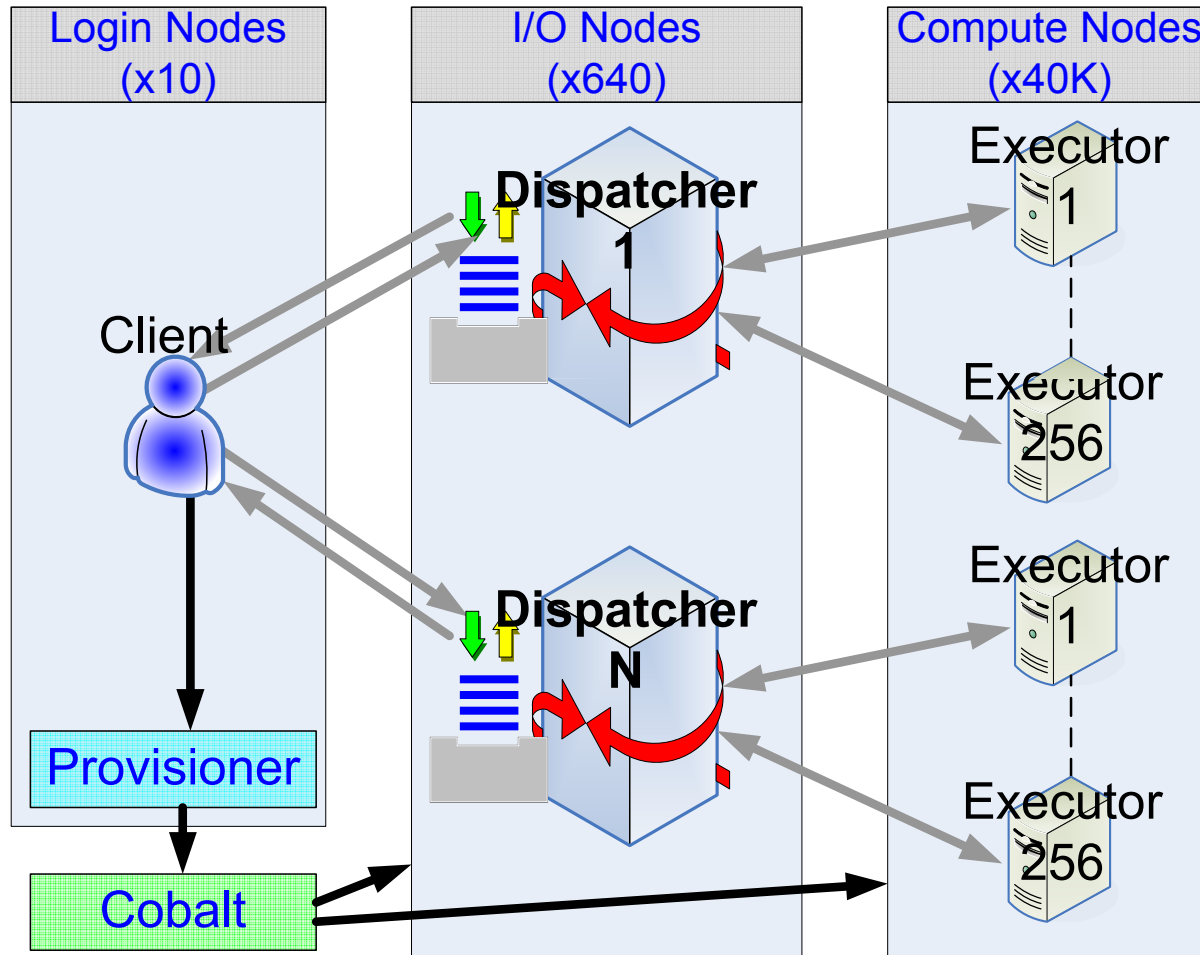 Login Nodes
(x10)
I/O Nodes
(x640)
Compute Nodes
(x40K)
Client
Provisioner
Cobalt
Dispatcher
1
Dispatcher
N
Executor
1
Executor
256
Executor
1
Executor
256